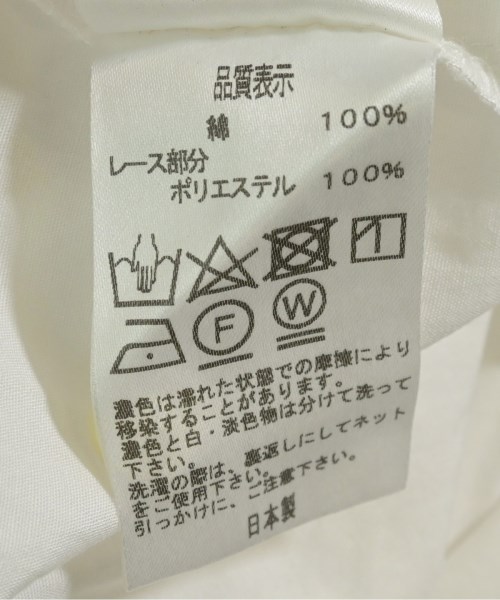 品質表示
綿 100%
レース部分
ポリエステル 100%
F W
濃色は濡れた状態での摩擦により
移染することがあります。
濃色と白・淡色物は分けて洗って
下さい。
洗濯の際は、裏返しにしてネット
をご使用下さい。
引っかけに、ご注意下さい。
日本製